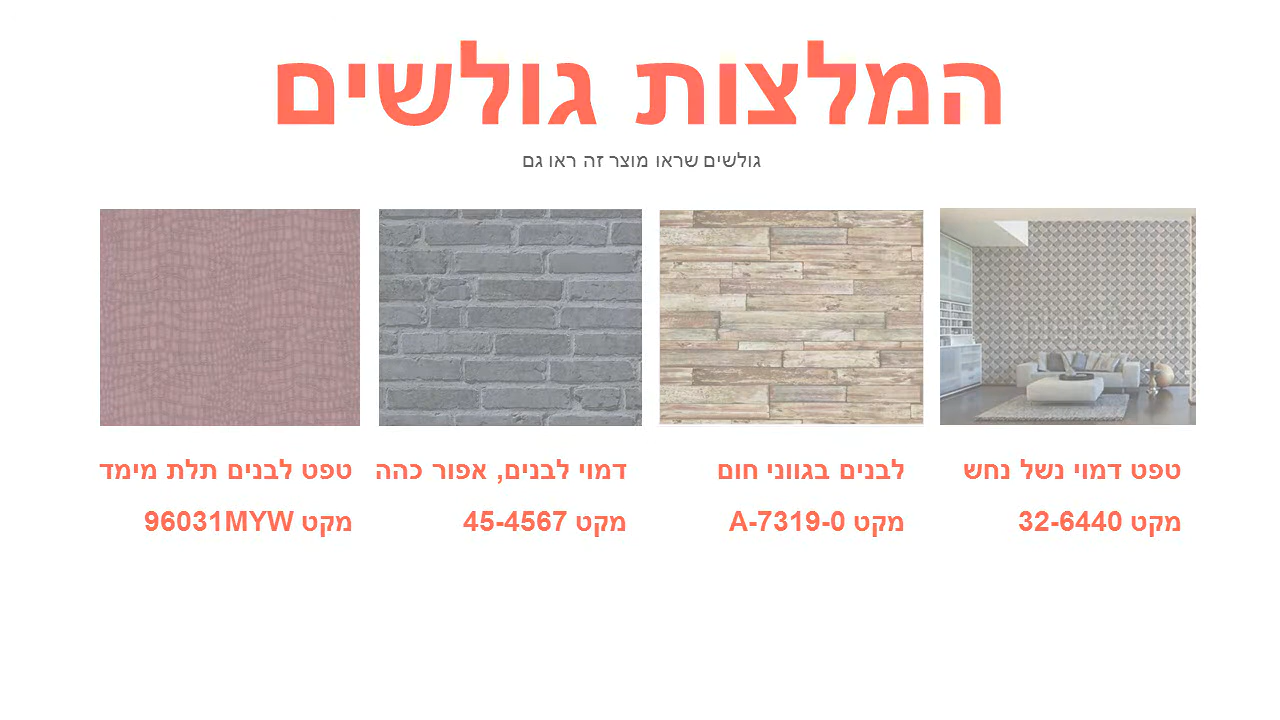 המלצות גולשים
גולשים שראו מוצר זה ראו גם
טפט דמוי נשל נחש
מקט 32-6440
לבנים בגווני חום
מקט A-7319-0
דמוי לבנים, אפור כהה
מקט 45-4567
טפט לבנים תלת מימד
מקט 96031MYW